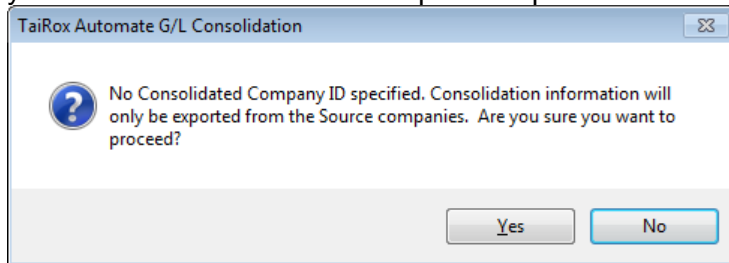 TaiRox Automate G/L Consolidation
No Consolidated Company ID specified. Consolidation information will
only be exported from the Source companies.  Are you sure you want to
proceed?
Yes
No